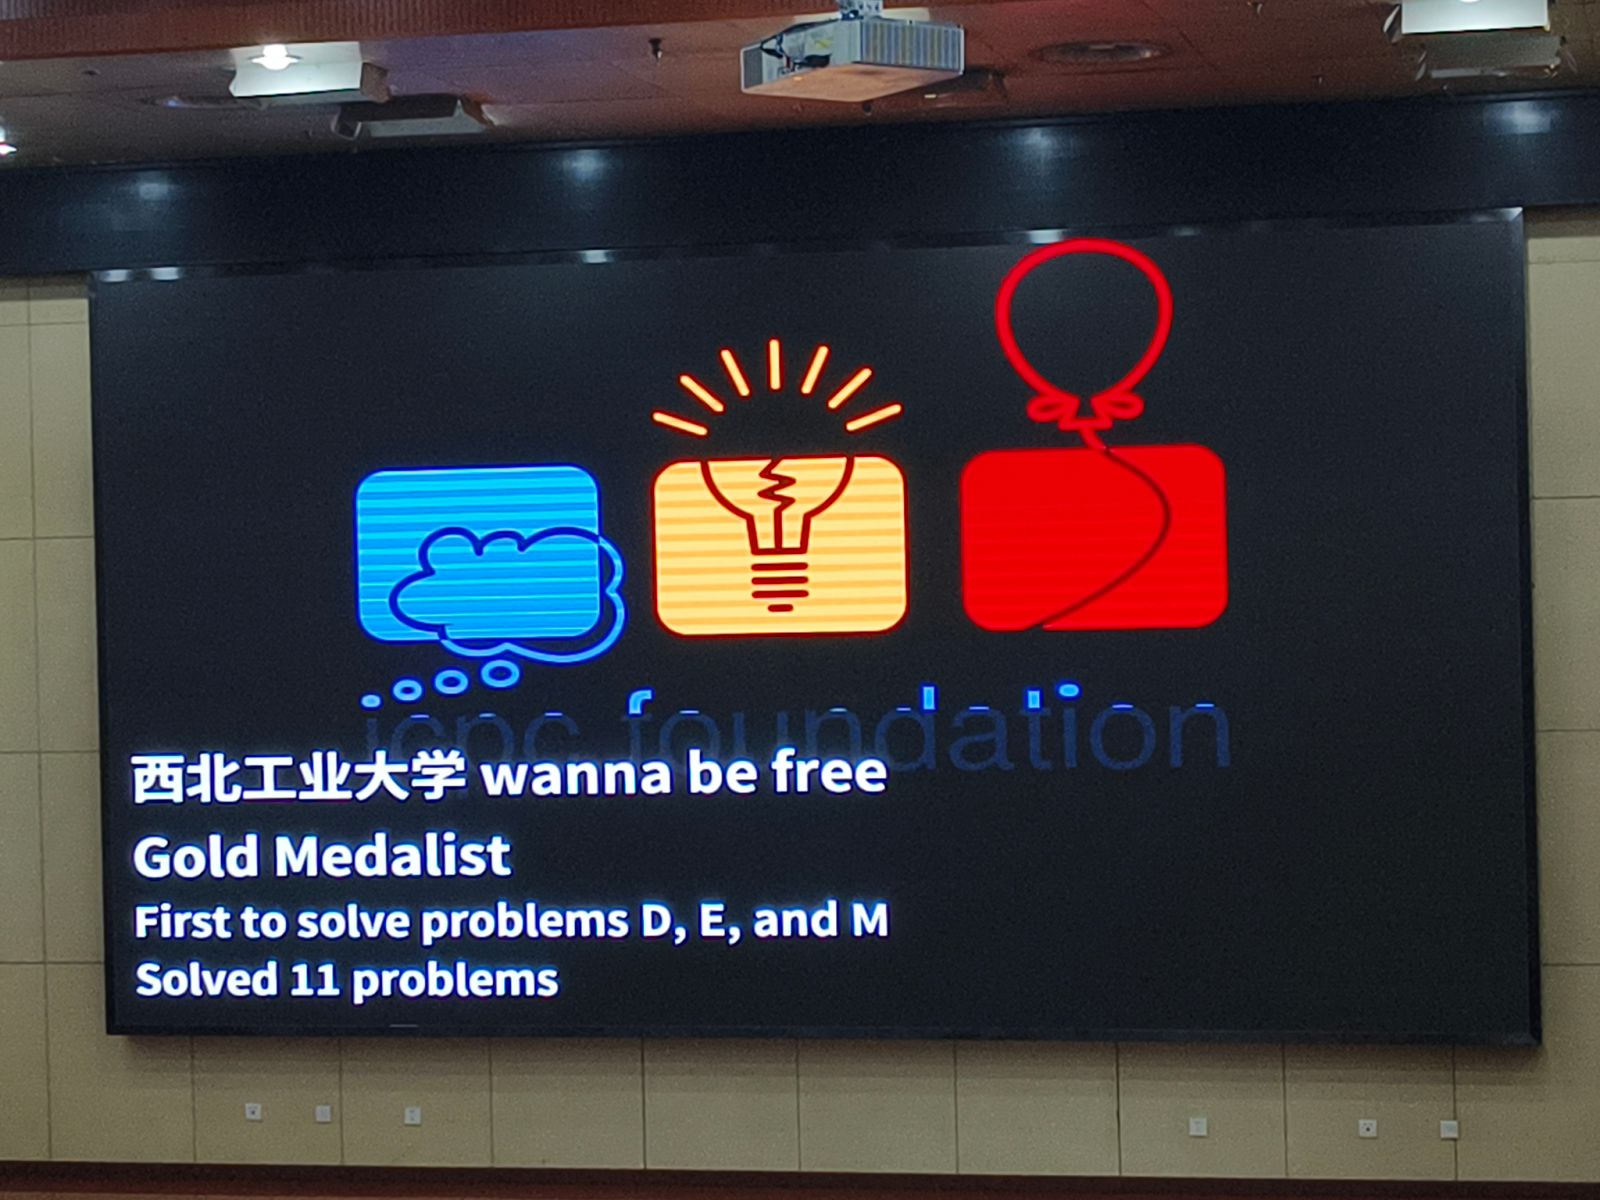 icpc foundation
西北工业大学 wanna be free
Gold Medalist
First to solve problems D, E, and M
Solved 11 problems